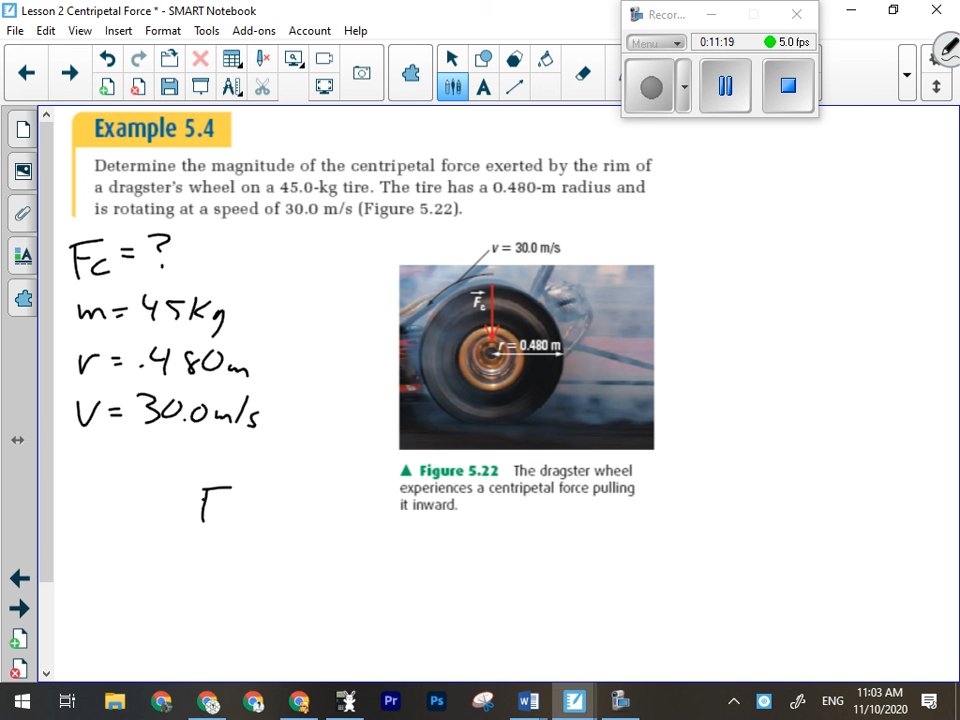 Lesson 2 Centripetal Force * - SMART Notebook
File Edit View Insert Format Tools Add-ons Account Help
Recor...
Menu
0:11:19
5.0 fps
Example 5.4
Determine the magnitude of the centripetal force exerted by the rim of
a dragster's wheel on a 45.0-kg tire. The tire has a 0.480-m radius and
is rotating at a speed of 30.0 m/s (Figure 5.22).
Fc = ?
m = 45 Kg
r = .480m
V = 30.0m/s
F
v = 30.0 m/s
Fc
r = 0.480 m
▲ Figure 5.22 The dragster wheel
experiences a centripetal force pulling
it inward.
Pr
Ps
ENG
11:03 AM
11/10/2020